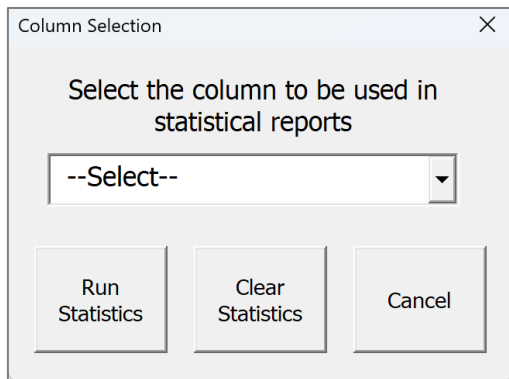 Column Selection
Select the column to be used in
statistical reports
--Select--
Run
Statistics
Clear
Statistics
Cancel